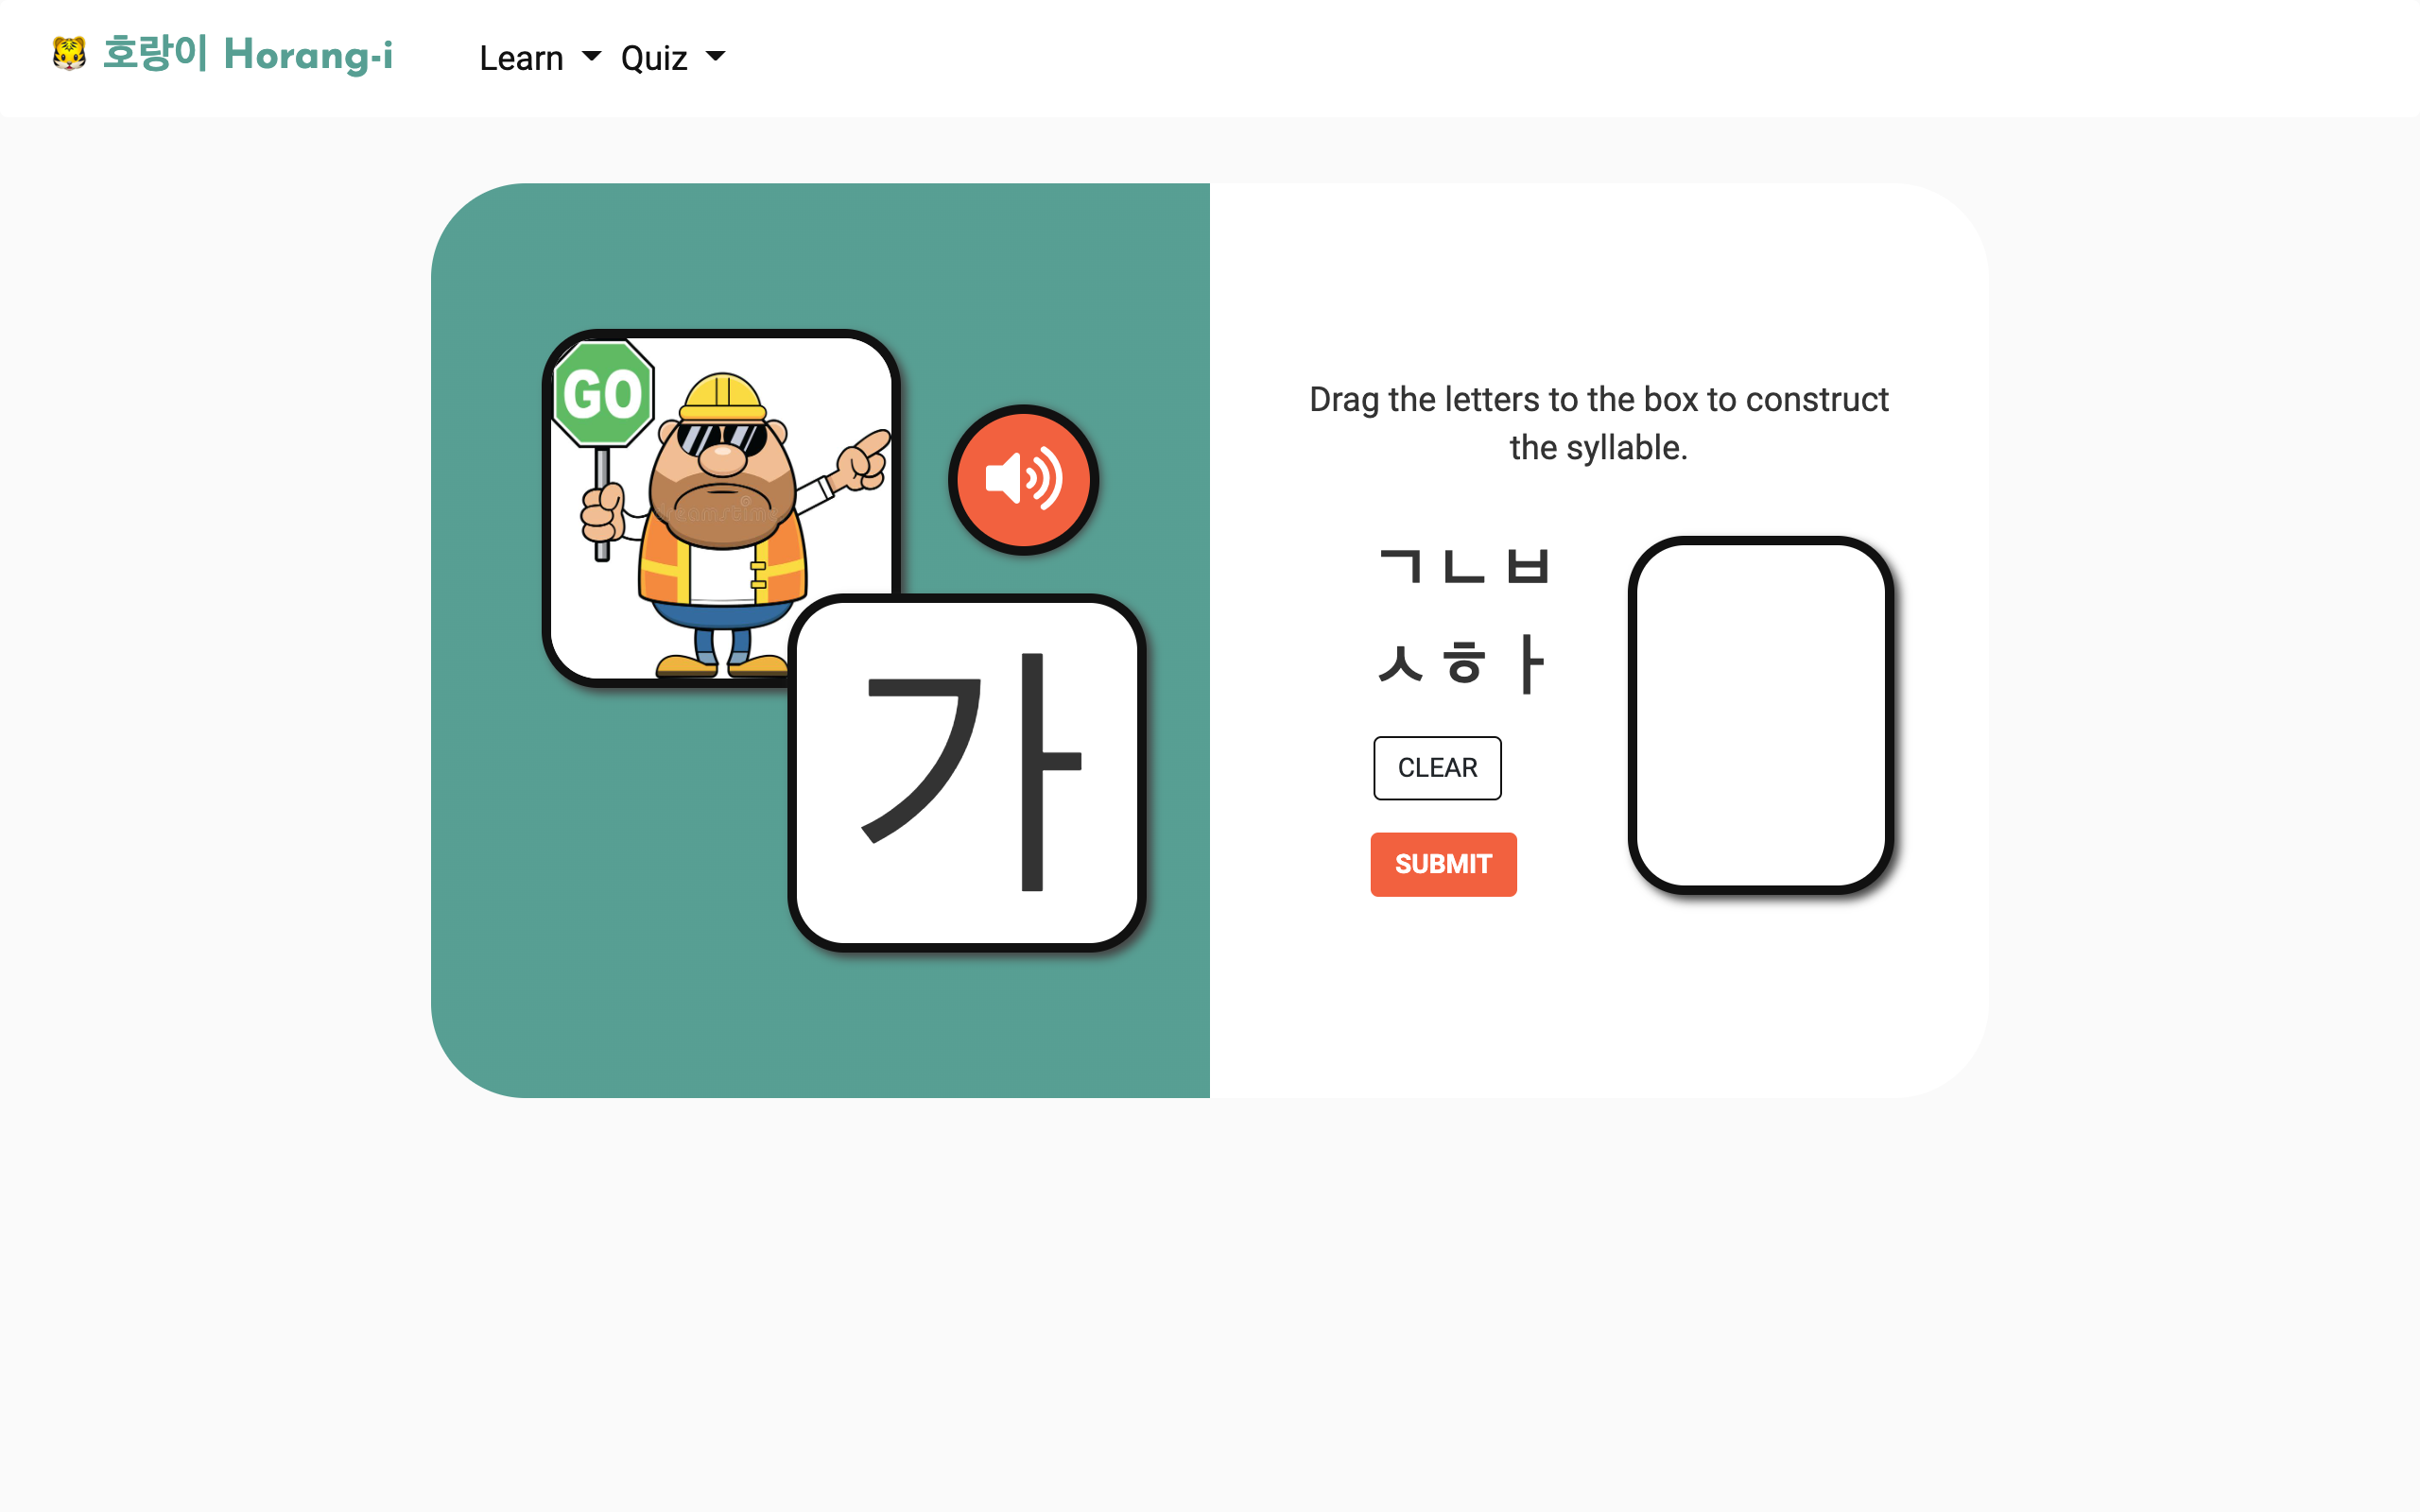 🐯 호랑이 Horang-i
Learn Quiz
GO
가
Drag the letters to the box to construct
the syllable.
ㄱ ㄴ ㅂ
ㅅ ㅎ ㅏ
CLEAR
SUBMIT